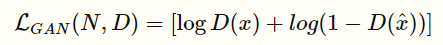 ℒ_GAN(N, D) = [log D(x) + log(1 − D(x̂))]